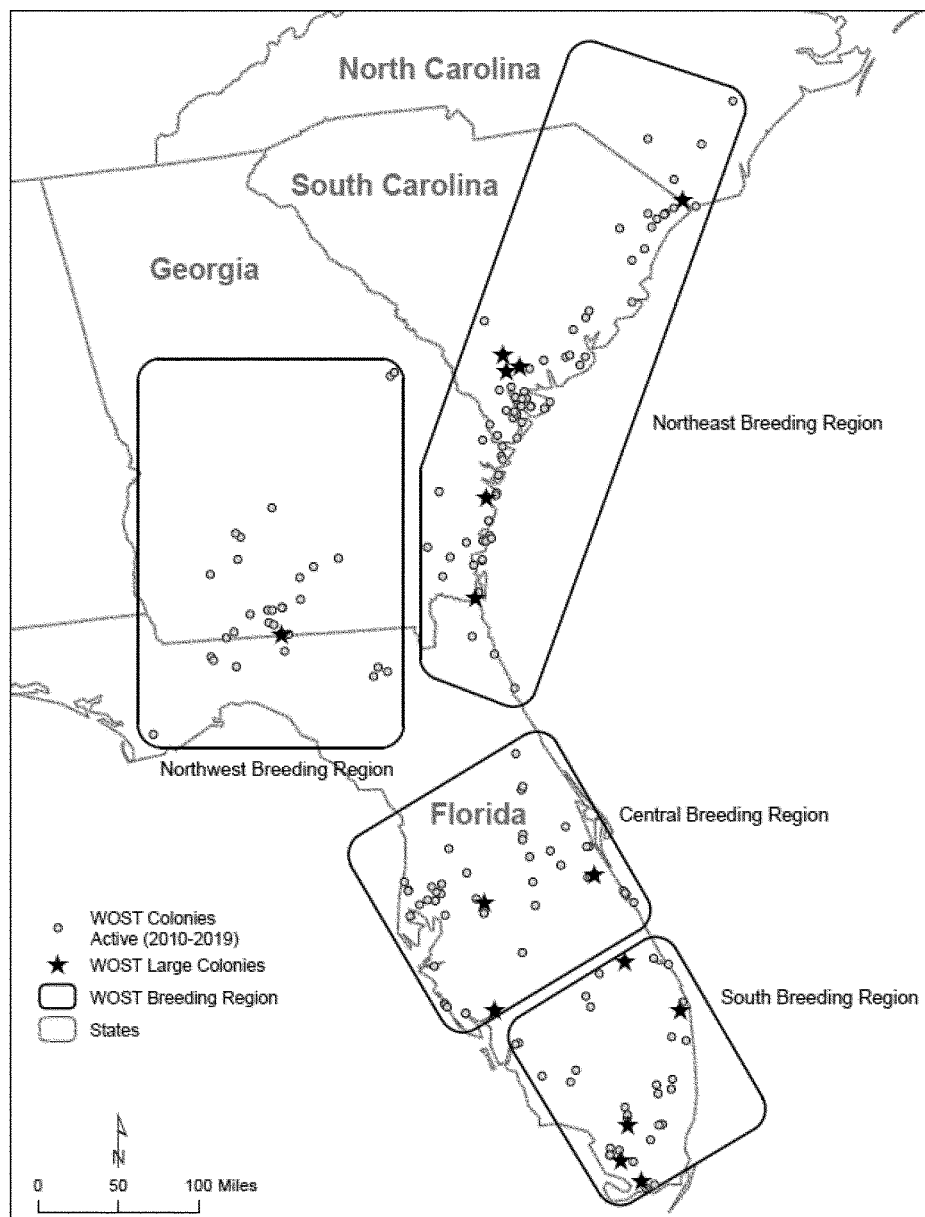 North Carolina
South Carolina
Georgia
Northeast Breeding Region
Northwest Breeding Region
Florida
Central Breeding Region
WOST Colonies
Active (2010-2019)
WOST Large Colonies
WOST Breeding Region
States
South Breeding Region
N
0 50 100 Miles